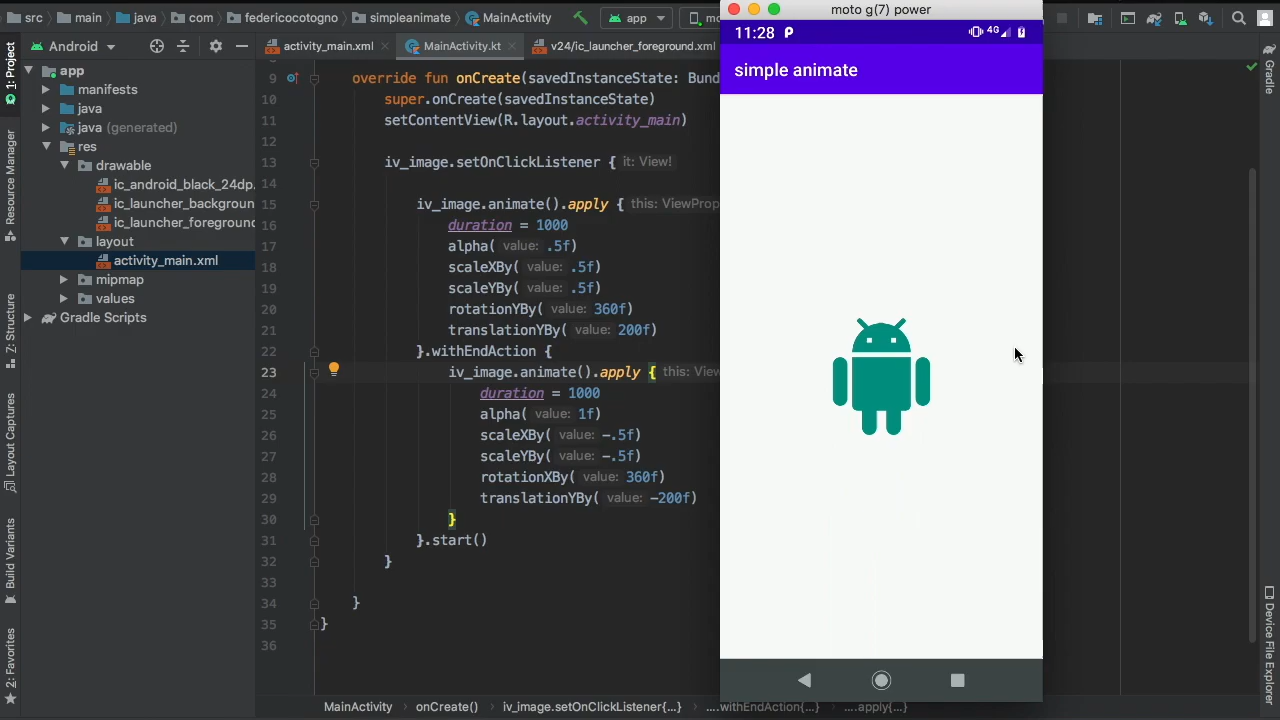 src
main
java
com
federicocotogno
simpleanimate
MainActivity
app
mo
moto g(7) power
Android
activity_main.xml
MainActivity.kt
v24/ic_launcher_foreground.xml
1: Project
Resource Manager
Z: Structure
Layout Captures
Build Variants
2: Favorites
app
manifests
java
java (generated)
res
drawable
ic_android_black_24dp.
ic_launcher_backgroun
ic_launcher_foreground
layout
activity_main.xml
mipmap
values
Gradle Scripts
9 override fun onCreate(savedInstanceState: Bund
10 super.onCreate(savedInstanceState)
11 setContentView(R.layout.activity_main)
12
13 iv_image.setOnClickListener { it: View!
14
15 iv_image.animate().apply { this: ViewProp
16 duration = 1000
17 alpha( value: .5f)
18 scaleXBy( value: .5f)
19 scaleYBy( value: .5f)
20 rotationYBy( value: 360f)
21 translationYBy( value: 200f)
22 }.withEndAction {
23 iv_image.animate().apply { this: View
24 duration = 1000
25 alpha( value: 1f)
26 scaleXBy( value: -.5f)
27 scaleYBy( value: -.5f)
28 rotationXBy( value: 360f)
29 translationYBy( value: -200f)
30 }
31 }.start()
32 }
33
34 }
35 }
36
MainActivity › onCreate() › iv_image.setOnClickListener{...} › ....withEndAction{...} › ....apply{...}
11:28
4G
simple animate
Gradle
Device File Explorer